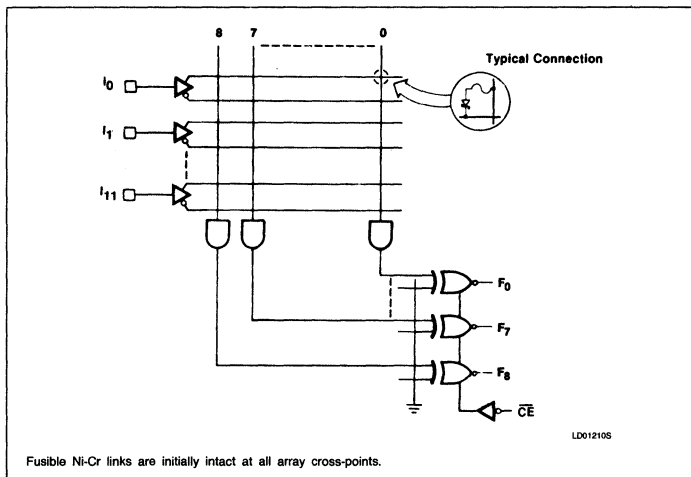 8 7 0
Typical Connection
I0
I1
I11
F0
F7
F8
CE
LD01210S
Fusible Ni-Cr links are initially intact at all array cross-points.